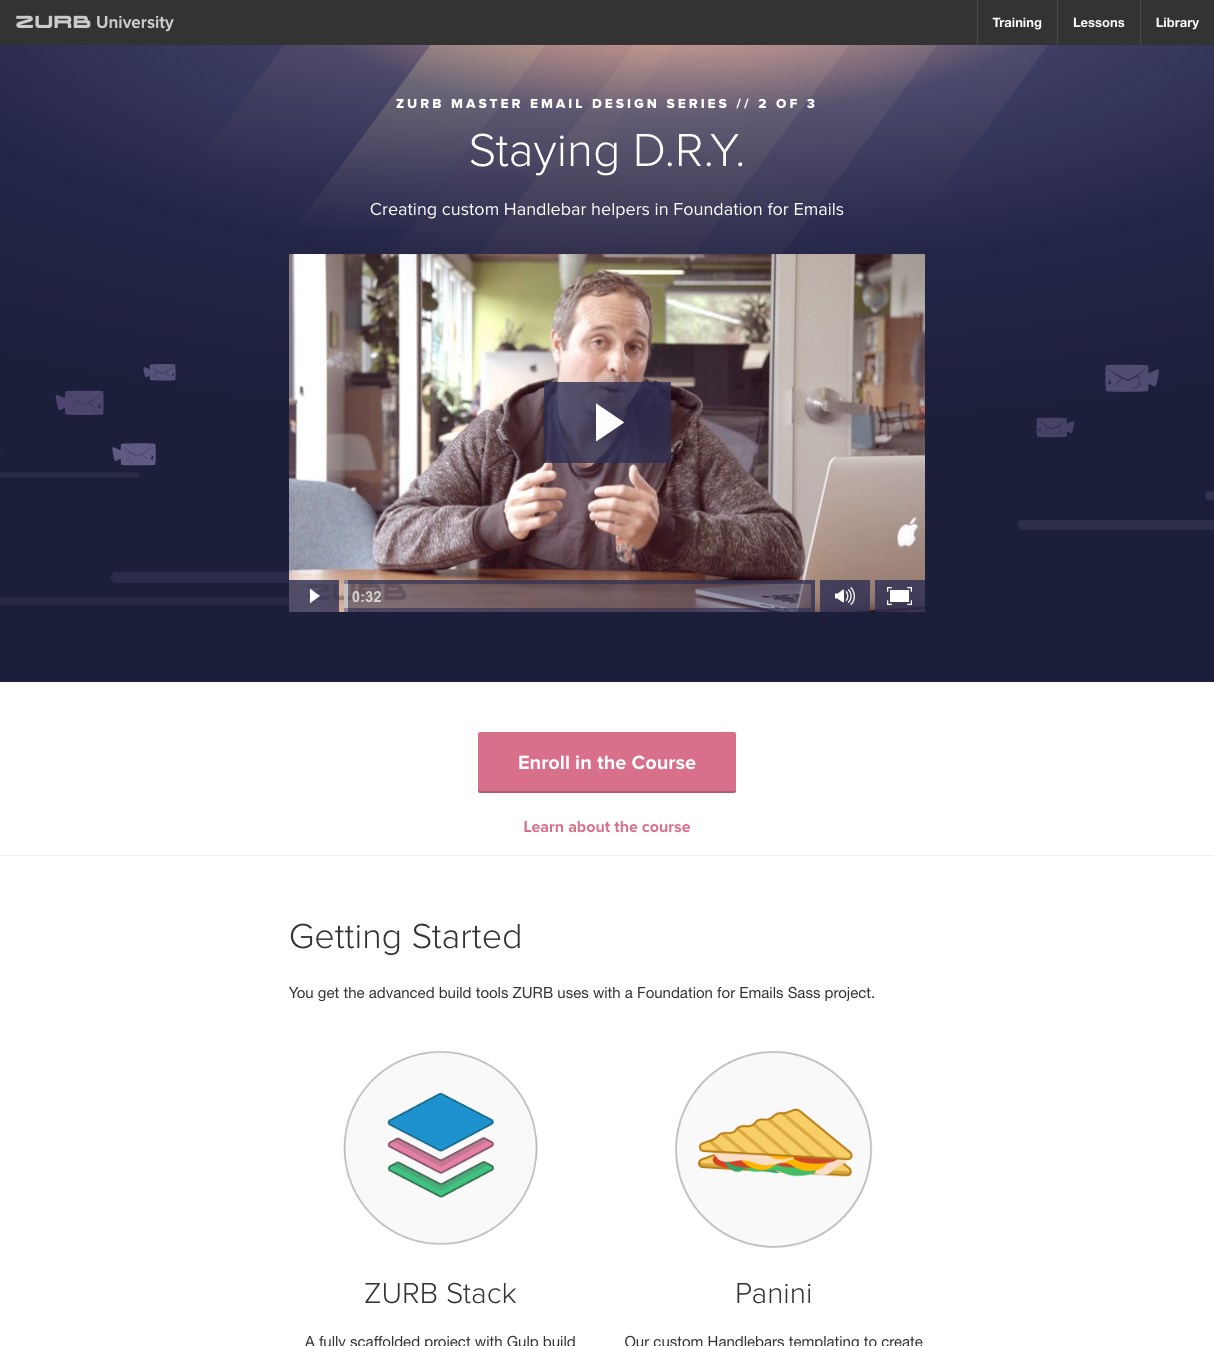 ZURB University
Training
Lessons
Library
ZURB MASTER EMAIL DESIGN SERIES // 2 OF 3
Staying D.R.Y.
Creating custom Handlebar helpers in Foundation for Emails
0:32
Enroll in the Course
Learn about the course
Getting Started
You get the advanced build tools ZURB uses with a Foundation for Emails Sass project.
ZURB Stack
Panini
A fully scaffolded project with Gulp build
Our custom Handlebars templating to create